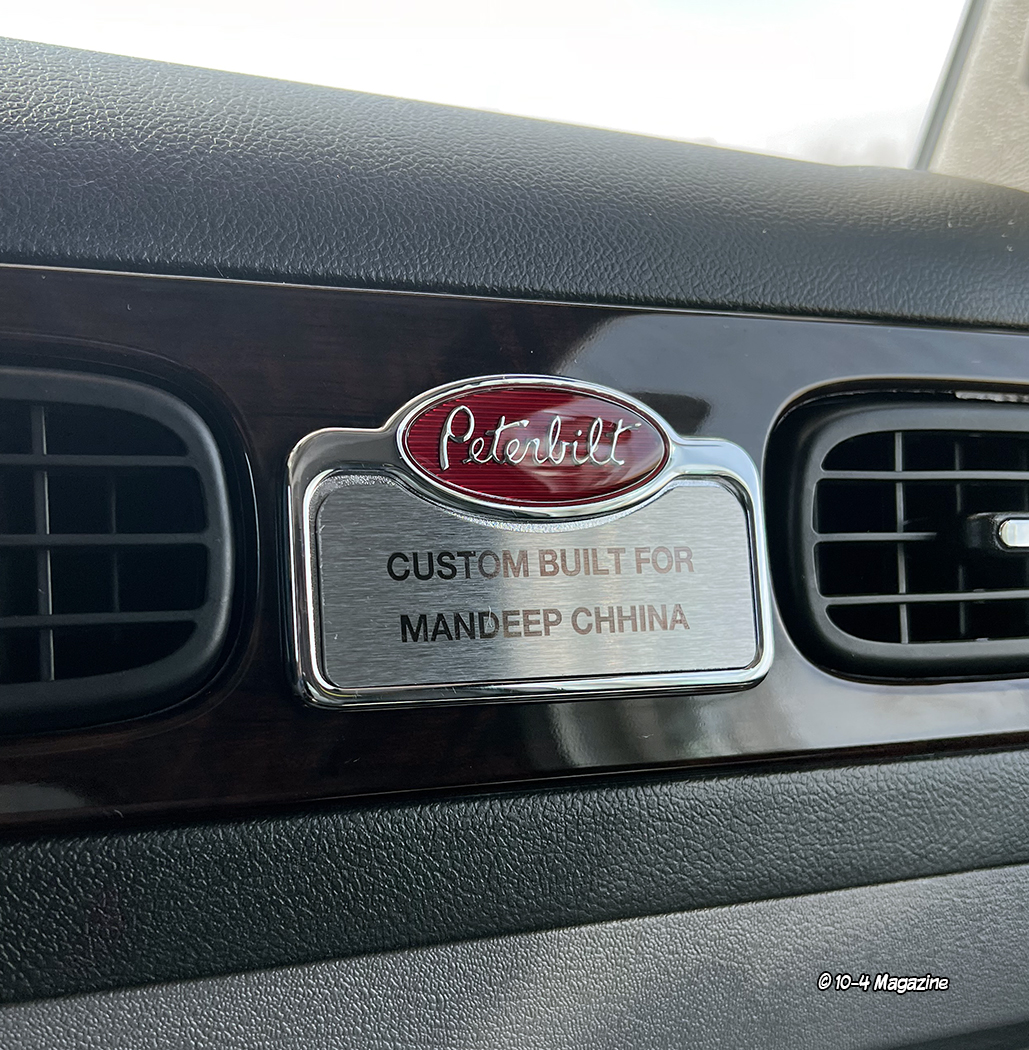 Peterbilt
CUSTOM BUILT FOR
MANDEEP CHHINA
© 10-4 Magazine